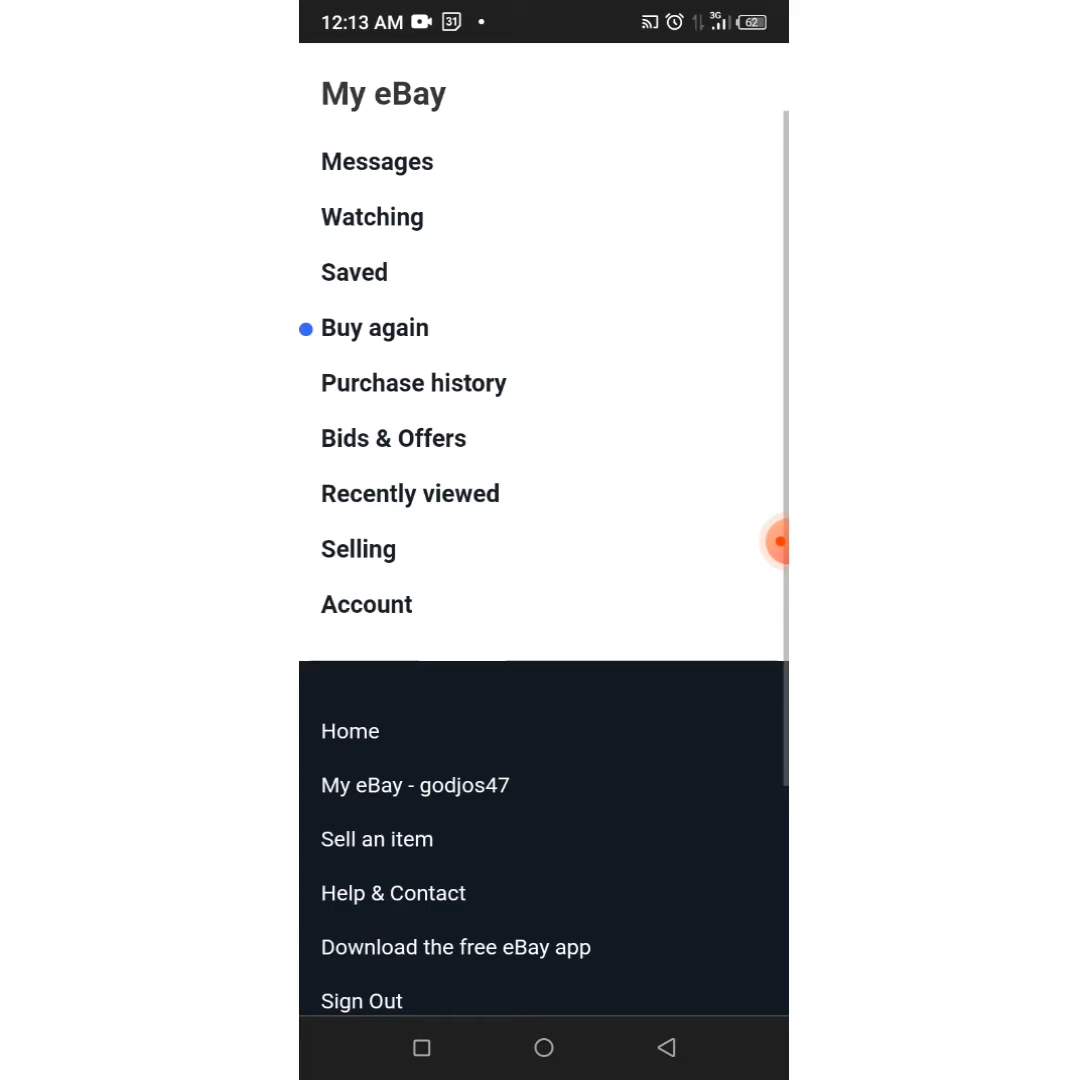 12:13 AM 31 3G 62
My eBay
Messages
Watching
Saved
Buy again
Purchase history
Bids & Offers
Recently viewed
Selling
Account
Home
My eBay - godjos47
Sell an item
Help & Contact
Download the free eBay app
Sign Out